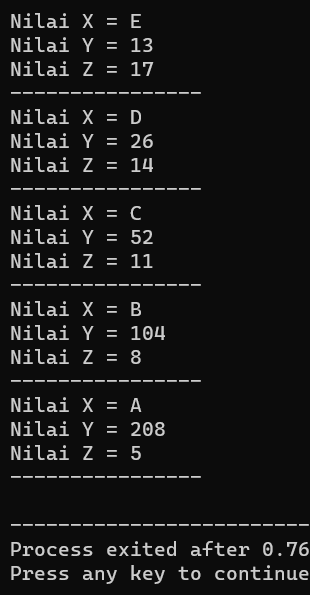 Nilai X = E
Nilai Y = 13
Nilai Z = 17
----------------
Nilai X = D
Nilai Y = 26
Nilai Z = 14
----------------
Nilai X = C
Nilai Y = 52
Nilai Z = 11
----------------
Nilai X = B
Nilai Y = 104
Nilai Z = 8
----------------
Nilai X = A
Nilai Y = 208
Nilai Z = 5
----------------

-------------------------
Process exited after 0.76
Press any key to continue